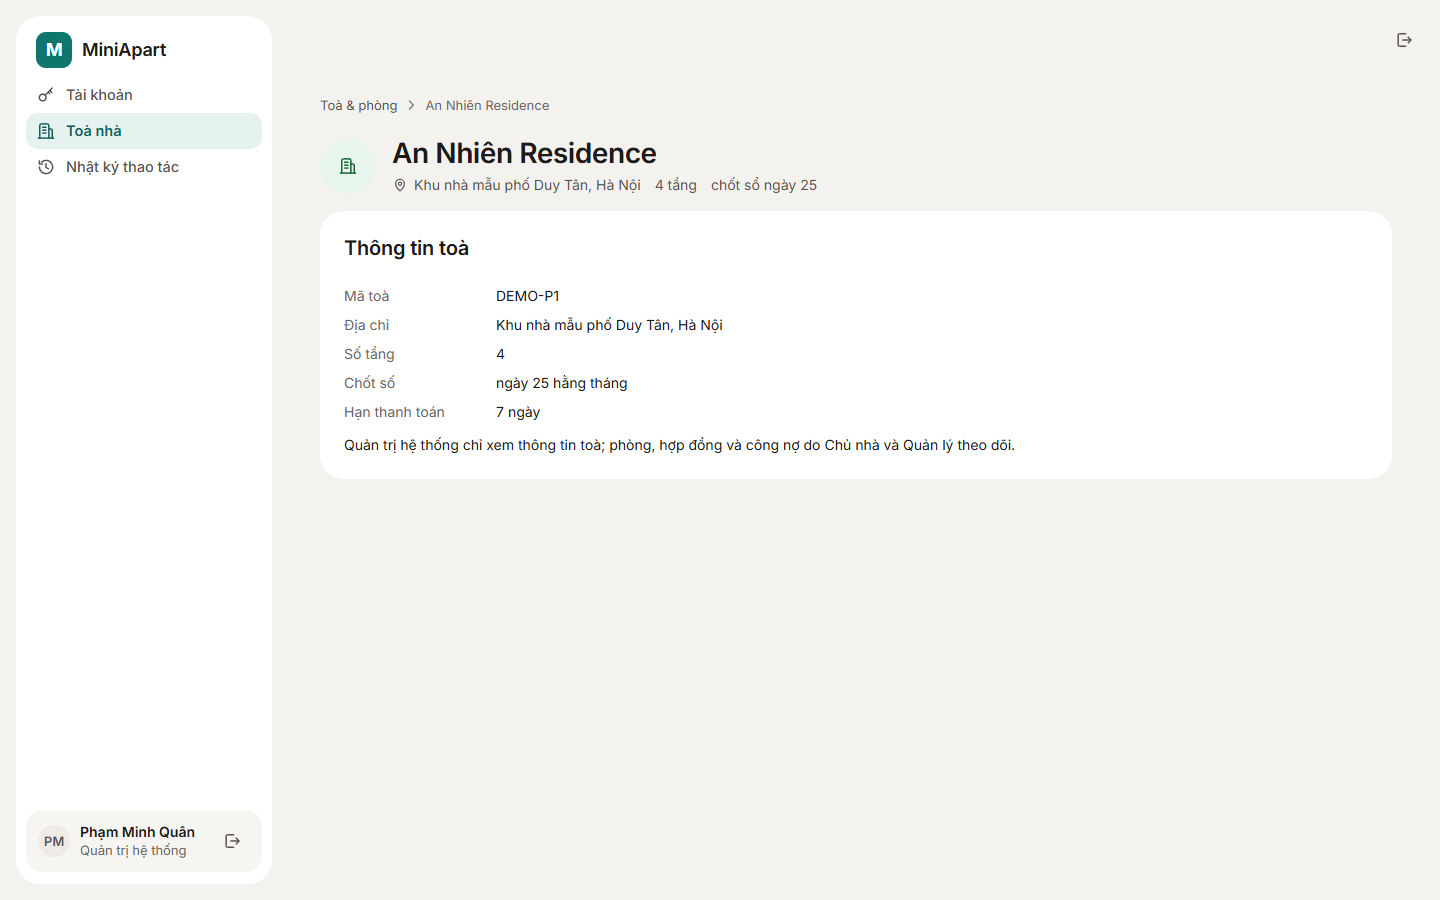 M MiniApart
Tài khoản
Toà nhà
Nhật ký thao tác
Toà & phòng > An Nhiên Residence
An Nhiên Residence
Khu nhà mẫu phố Duy Tân, Hà Nội 4 tầng chốt sổ ngày 25
Thông tin toà
Mã toà DEMO-P1
Địa chỉ Khu nhà mẫu phố Duy Tân, Hà Nội
Số tầng 4
Chốt số ngày 25 hằng tháng
Hạn thanh toán 7 ngày
Quản trị hệ thống chỉ xem thông tin toà; phòng, hợp đồng và công nợ do Chủ nhà và Quản lý theo dõi.
PM Phạm Minh Quân
Quản trị hệ thống